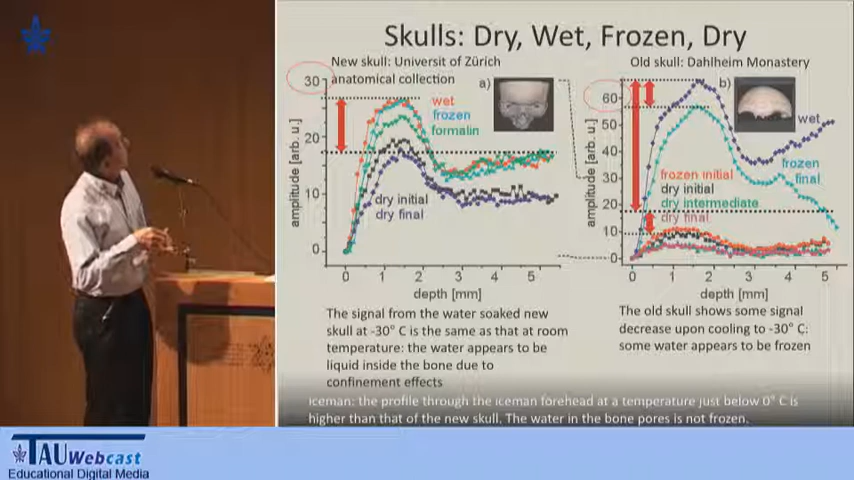 Skulls: Dry, Wet, Frozen, Dry
New skull: Universit of Zürich
anatomical collection
30
20
10
0
amplitude [arb. u.]
a)
wet
frozen
formalin
dry initial
dry final
0 1 2 3 4 5
depth [mm]
The signal from the water soaked new
skull at -30° C is the same as that at room
temperature: the water appears to be
liquid inside the bone due to
confinement effects
Old skull: Dahlheim Monastery
60
50
40
30
20
10
0
amplitude [arb. u.]
b)
wet
frozen
final
frozen initial
dry initial
dry intermediate
dry final
0 1 2 3 4 5
depth [mm]
The old skull shows some signal
decrease upon cooling to -30° C:
some water appears to be frozen
Iceman: the profile through the iceman forehead at a temperature just below 0° C is
higher than that of the new skull. The water in the bone pores is not frozen.
TAU Webcast
Educational Digital Media